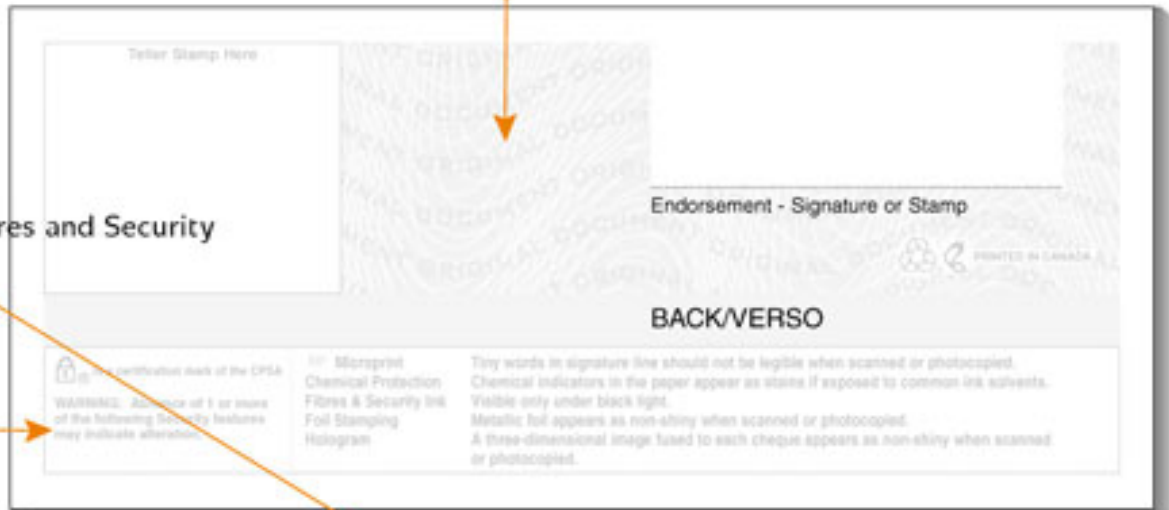 Teller Stamp Here
ORIGINAL DOCUMENT
Endorsement - Signature or Stamp
res and Security
PRINTED IN CANADA
BACK/VERSO
certification mark of the CPSA
WARNING: Absence of 1 or more
of the following Security features
may indicate alteration.
Microprint Tiny words in signature line should not be legible when scanned or photocopied.
Chemical Protection Chemical indicators in the paper appear as stains if exposed to common ink solvents.
Fibres & Security Ink Visible only under black light.
Foil Stamping Metallic foil appears as non-shiny when scanned or photocopied.
Hologram A three-dimensional image fused to each cheque appears as non-shiny when scanned
or photocopied.